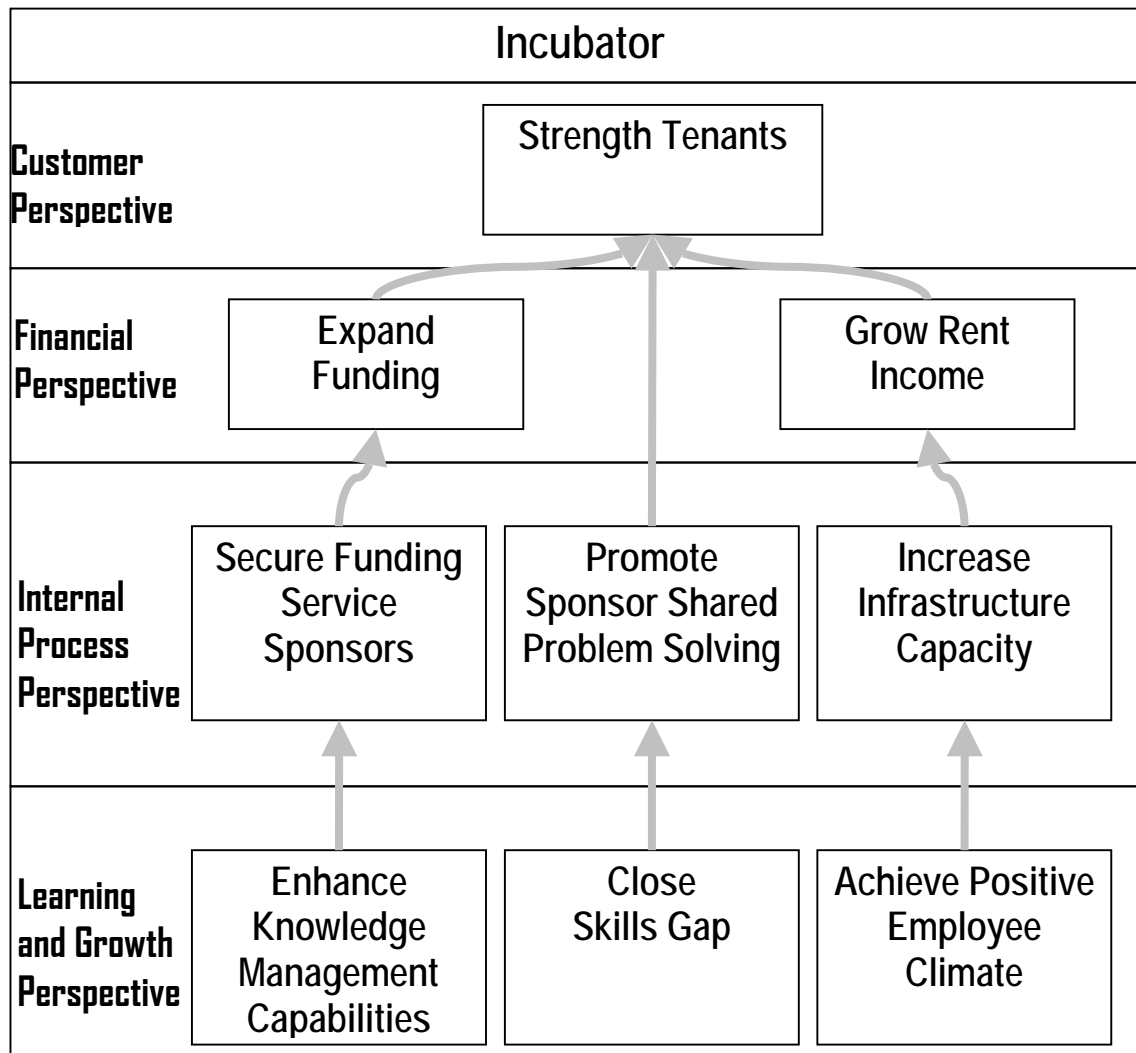 Incubator
Customer
Perspective
Strength Tenants
Financial
Perspective
Expand
Funding
Grow Rent
Income
Internal
Process
Perspective
Secure Funding
Service
Sponsors
Promote
Sponsor Shared
Problem Solving
Increase
Infrastructure
Capacity
Learning
and Growth
Perspective
Enhance
Knowledge
Management
Capabilities
Close
Skills Gap
Achieve Positive
Employee
Climate